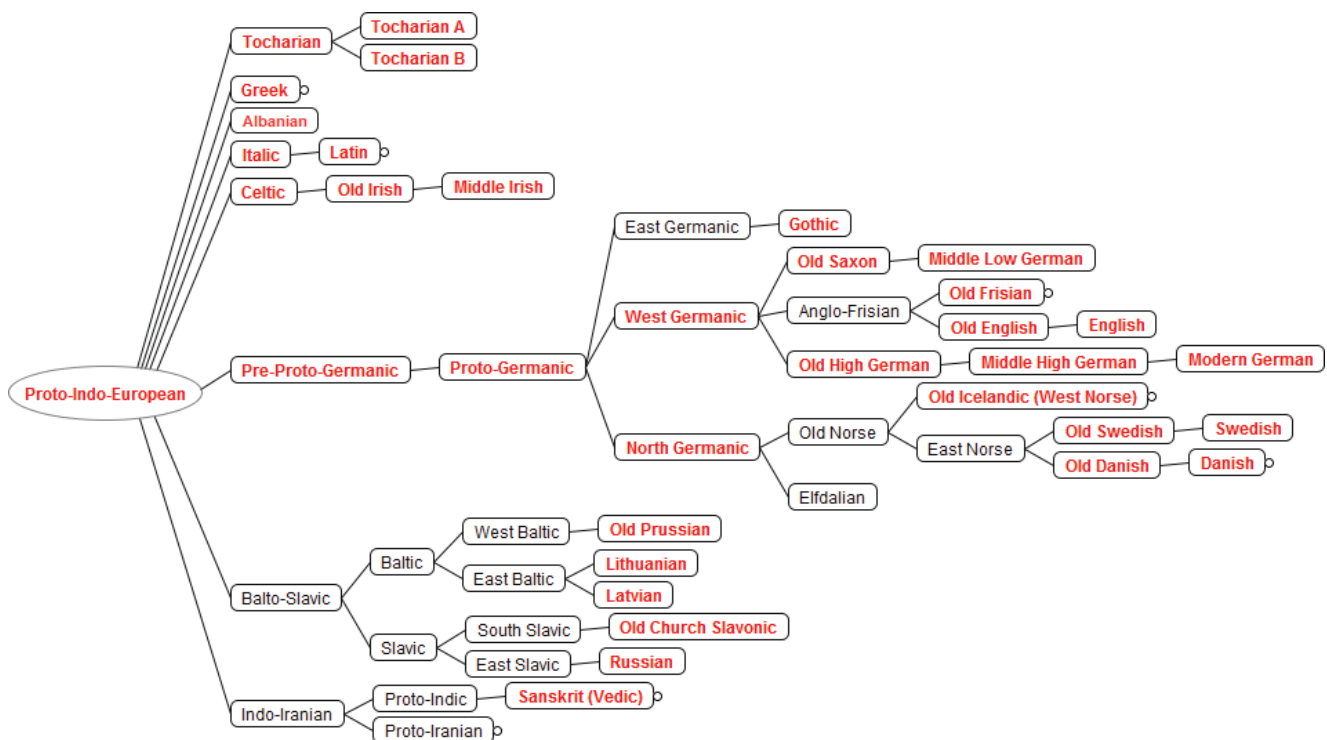 Tocharian
Tocharian A
Tocharian B
Greek
Albanian
Italic
Latin
Celtic
Old Irish
Middle Irish
East Germanic
Gothic
Old Saxon
Middle Low German
West Germanic
Anglo-Frisian
Old Frisian
Old English
English
Old High German
Middle High German
Modern German
Pre-Proto-Germanic
Proto-Germanic
Proto-Indo-European
North Germanic
Old Norse
Old Icelandic (West Norse)
East Norse
Old Swedish
Swedish
Old Danish
Danish
Elfdalian
Balto-Slavic
Baltic
West Baltic
Old Prussian
East Baltic
Lithuanian
Latvian
Slavic
South Slavic
Old Church Slavonic
East Slavic
Russian
Indo-Iranian
Proto-Indic
Sanskrit (Vedic)
Proto-Iranian